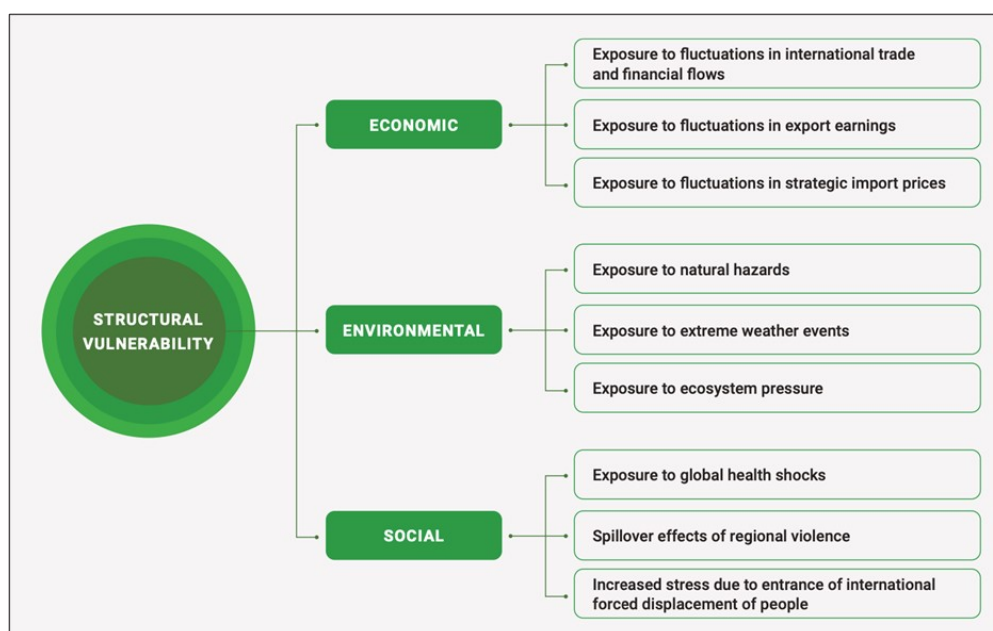 STRUCTURAL
VULNERABILITY
ECONOMIC
Exposure to fluctuations in international trade
and financial flows
Exposure to fluctuations in export earnings
Exposure to fluctuations in strategic import prices
ENVIRONMENTAL
Exposure to natural hazards
Exposure to extreme weather events
Exposure to ecosystem pressure
SOCIAL
Exposure to global health shocks
Spillover effects of regional violence
Increased stress due to entrance of international
forced displacement of people